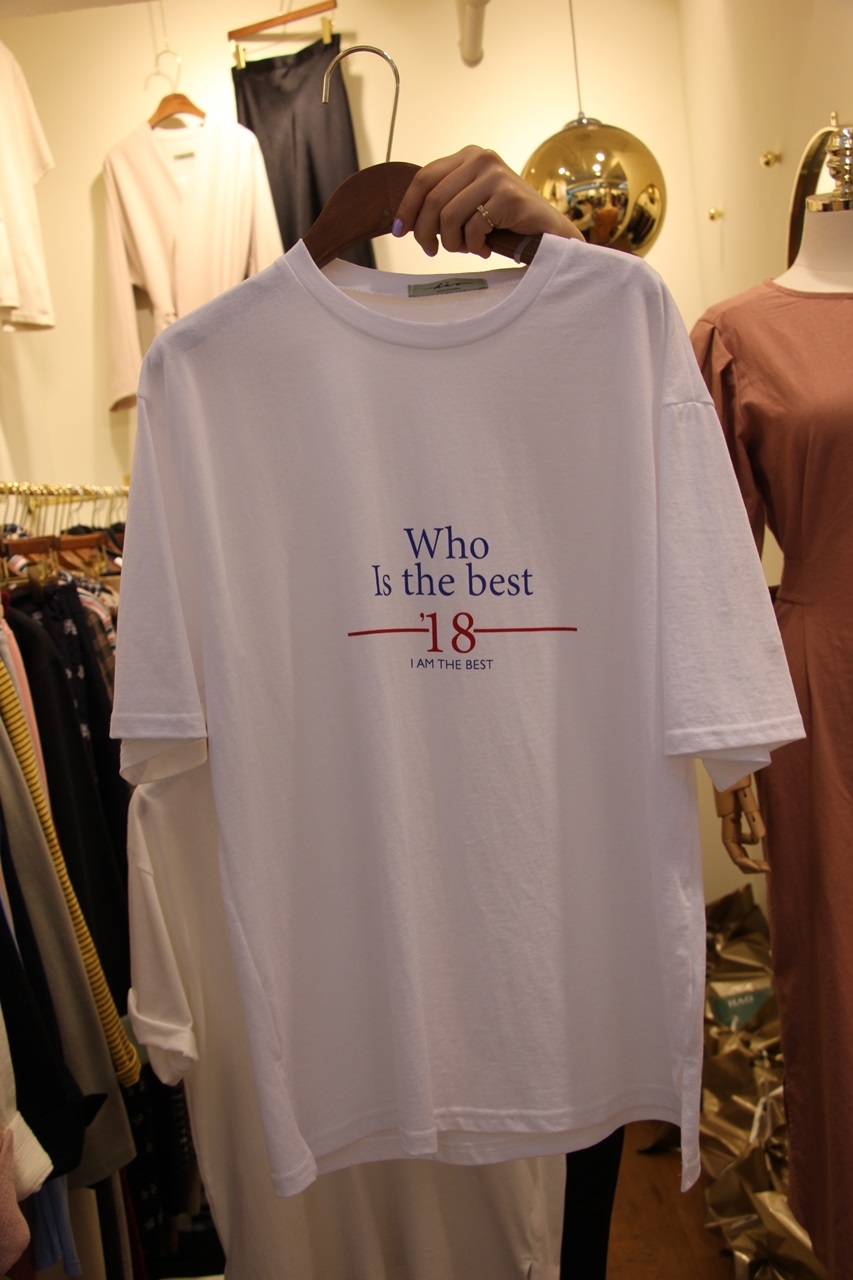 Who
Is the best
'18
I AM THE BEST